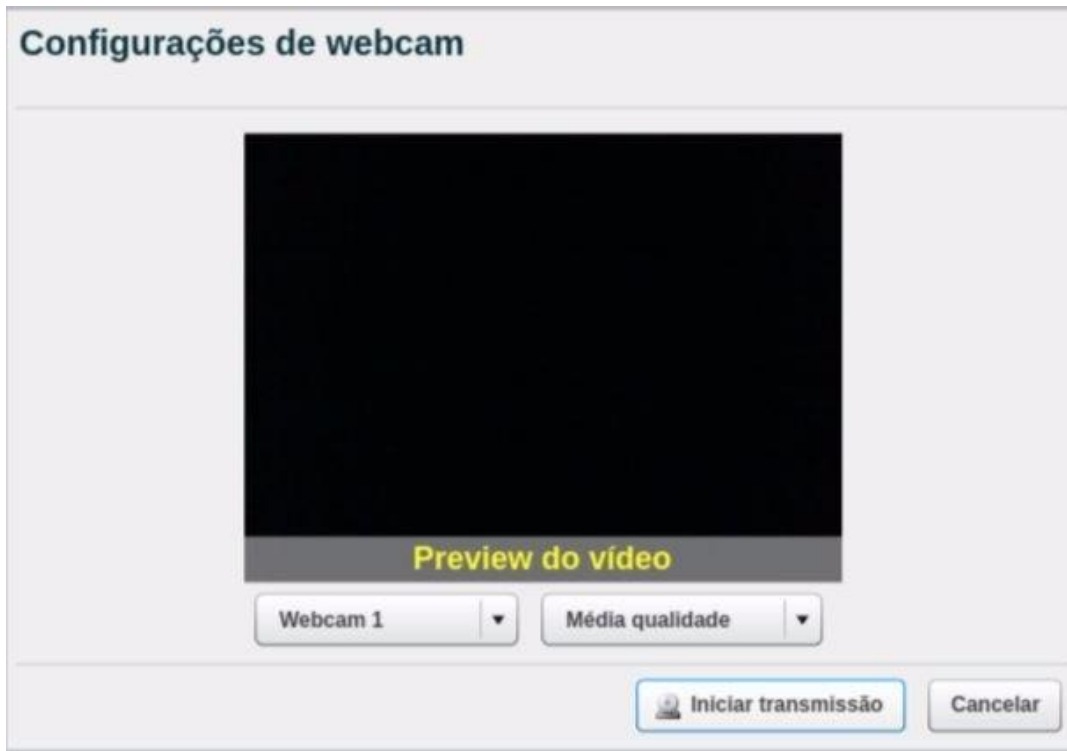 Configurações de webcam
Preview do vídeo
Webcam 1
Média qualidade
Iniciar transmissão
Cancelar